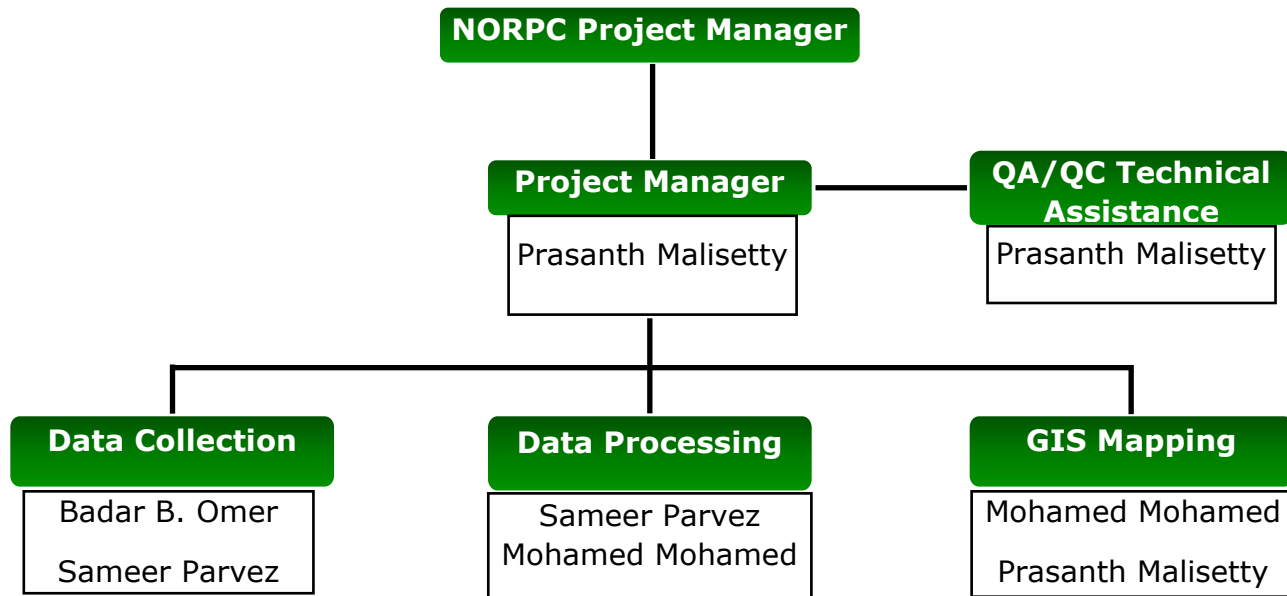 NORPC Project Manager
Project Manager
Prasanth Malisetty
QA/QC Technical
Assistance
Prasanth Malisetty
Data Collection
Badar B. Omer
Sameer Parvez
Data Processing
Sameer Parvez
Mohamed Mohamed
GIS Mapping
Mohamed Mohamed
Prasanth Malisetty